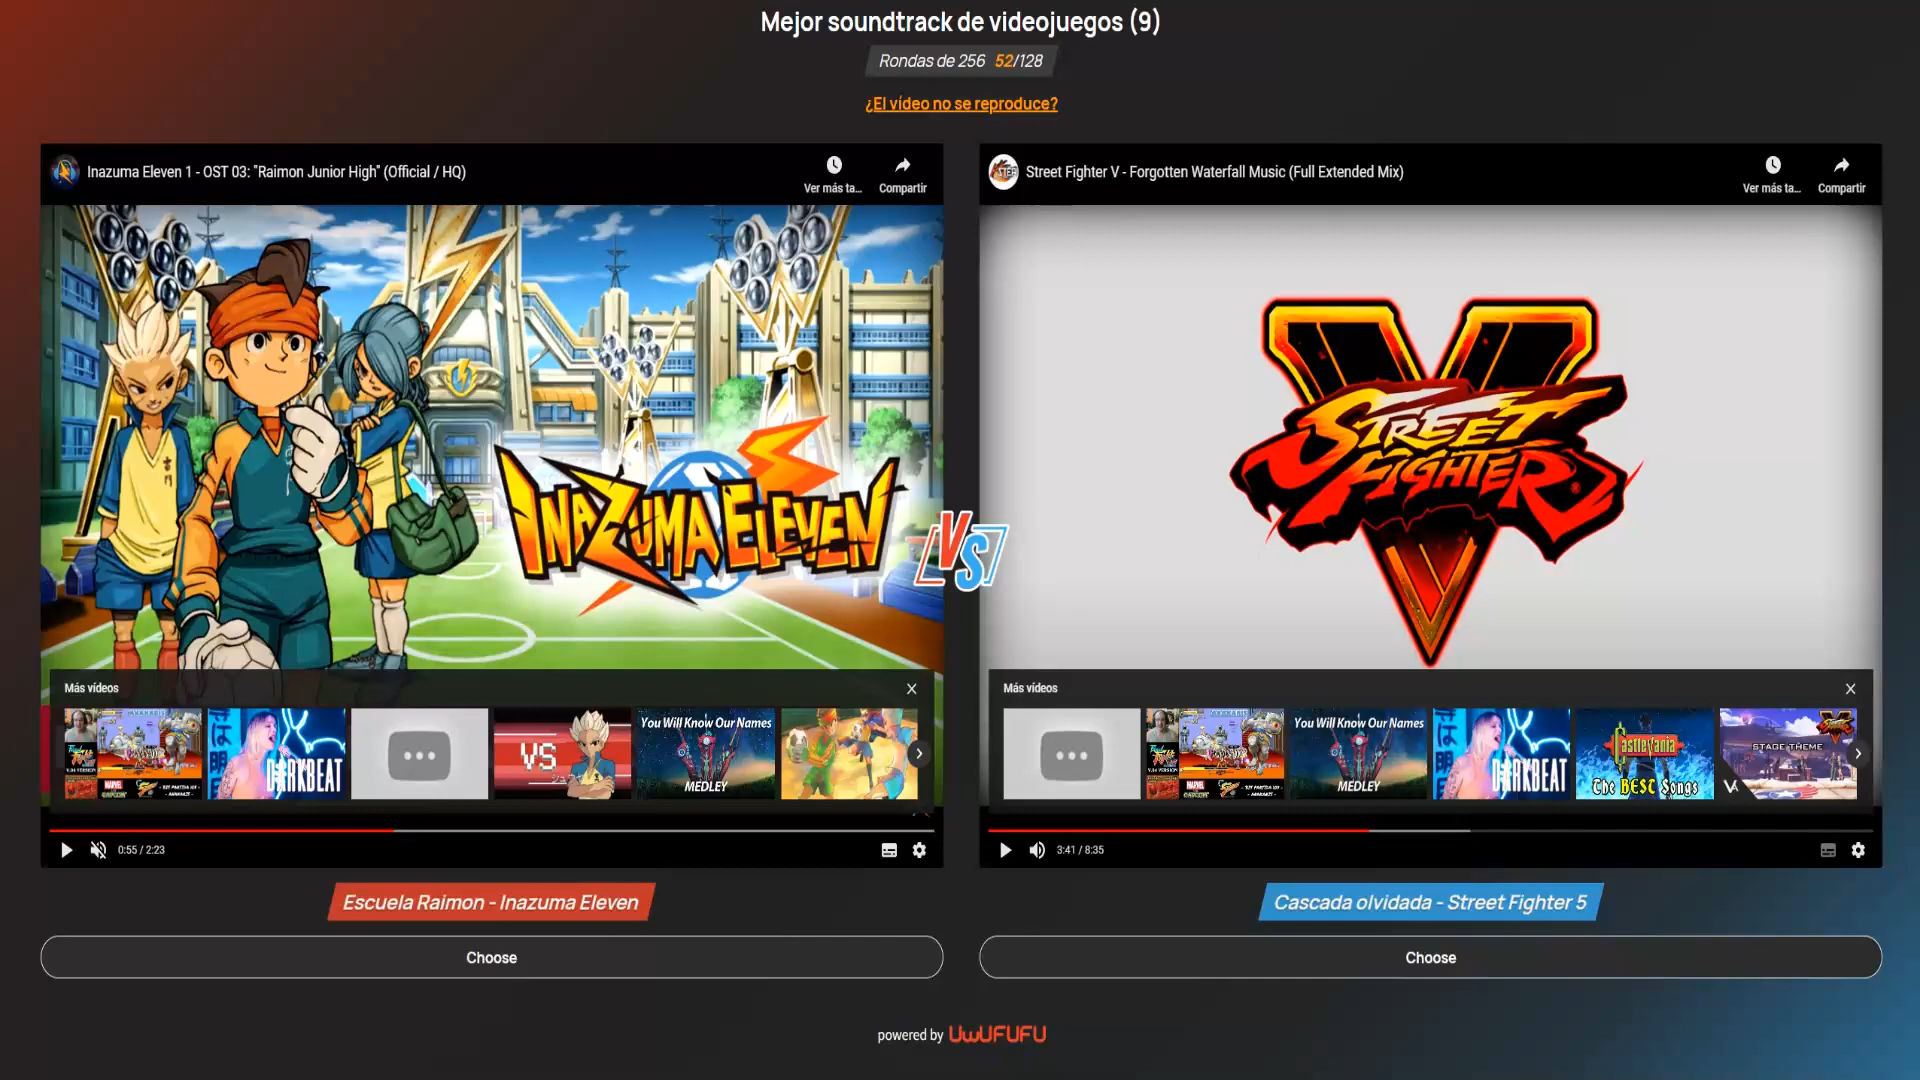 Mejor soundtrack de videojuegos (9)
Rondas de 256 52/128
¿El vídeo no se reproduce?
Inazuma Eleven 1 - OST 03: "Raimon Junior High" (Official / HQ)
Ver más ta...
Compartir
INAZUMA ELEVEN
Más vídeos
DARKBEAT
VS
You Will Know Our Names
MEDLEY
0:55 / 2:23
Escuela Raimon - Inazuma Eleven
Choose
VS
Street Fighter V - Forgotten Waterfall Music (Full Extended Mix)
Ver más ta...
Compartir
V
STREET
FIGHTER
Más vídeos
You Will Know Our Names
MEDLEY
DARKBEAT
Castlevania
The BEST Songs
STAGE THEME
3:41 / 8:35
Cascada olvidada - Street Fighter 5
Choose
powered by UWUFUFU